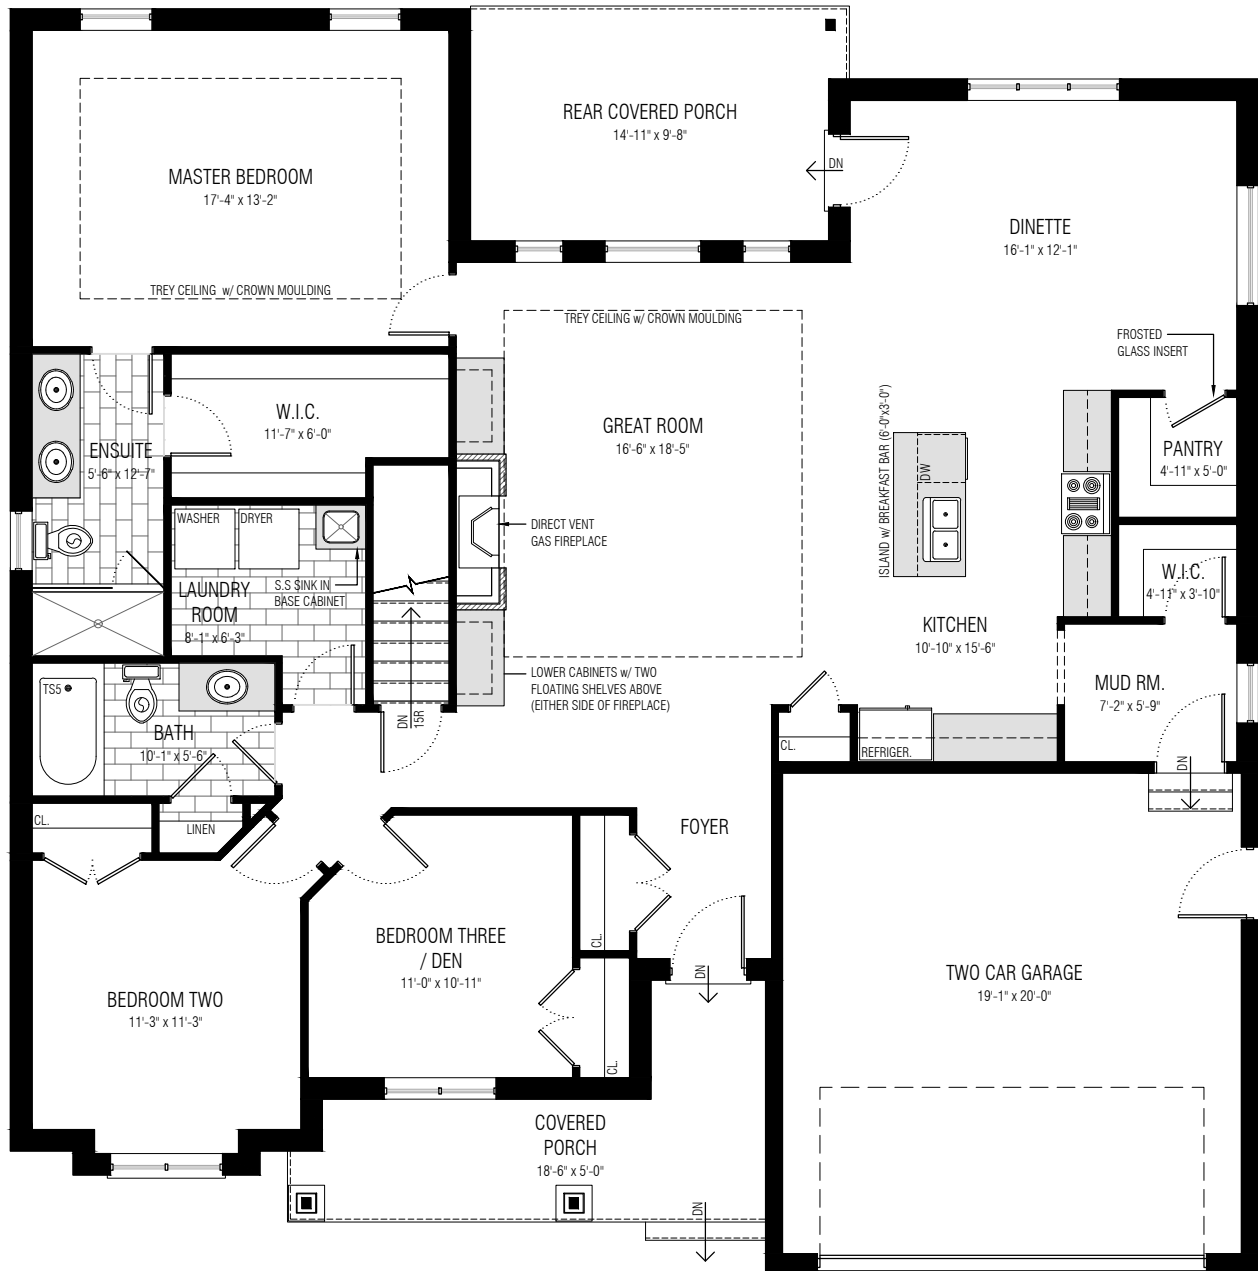 REAR COVERED PORCH
14'-11" x 9'-8"
DN
MASTER BEDROOM
17'-4" x 13'-2"
TREY CEILING w/ CROWN MOULDING
DINETTE
16'-1" x 12'-1"
TREY CEILING w/ CROWN MOULDING
FROSTED
GLASS INSERT
W.I.C.
11'-7" x 6'-0"
ENSUITE
5'-6" x 12'-7"
GREAT ROOM
16'-6" x 18'-5"
ISLAND w/ BREAKFAST BAR (6'-0"x3'-0")
DW
PANTRY
4'-11" x 5'-0"
WASHER
DRYER
DIRECT VENT
GAS FIREPLACE
S.S SINK IN
BASE CABINET
LAUNDRY
ROOM
8'-1" x 6'-3"
W.I.C.
4'-11" x 3'-10"
KITCHEN
10'-10" x 15'-6"
LOWER CABINETS w/ TWO
FLOATING SHELVES ABOVE
(EITHER SIDE OF FIREPLACE)
MUD RM.
7'-2" x 5'-9"
TS5
BATH
10'-1" x 5'-6"
DN
15R
CL.
REFRIGER.
DN
CL.
LINEN
FOYER
BEDROOM THREE
/ DEN
11'-0" x 10'-11"
CL.
DN
TWO CAR GARAGE
19'-1" x 20'-0"
BEDROOM TWO
11'-3" x 11'-3"
CL.
COVERED
PORCH
18'-6" x 5'-0"
DN